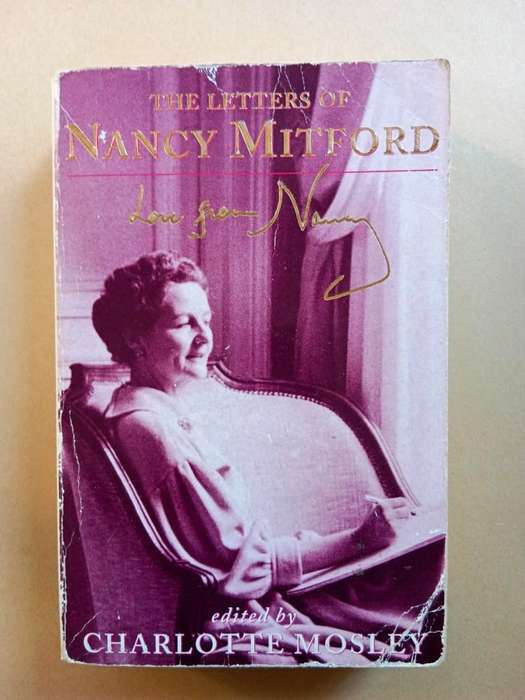 THE LETTERS OF
NANCY MITFORD
Love from Nancy
edited by
CHARLOTTE MOSLEY